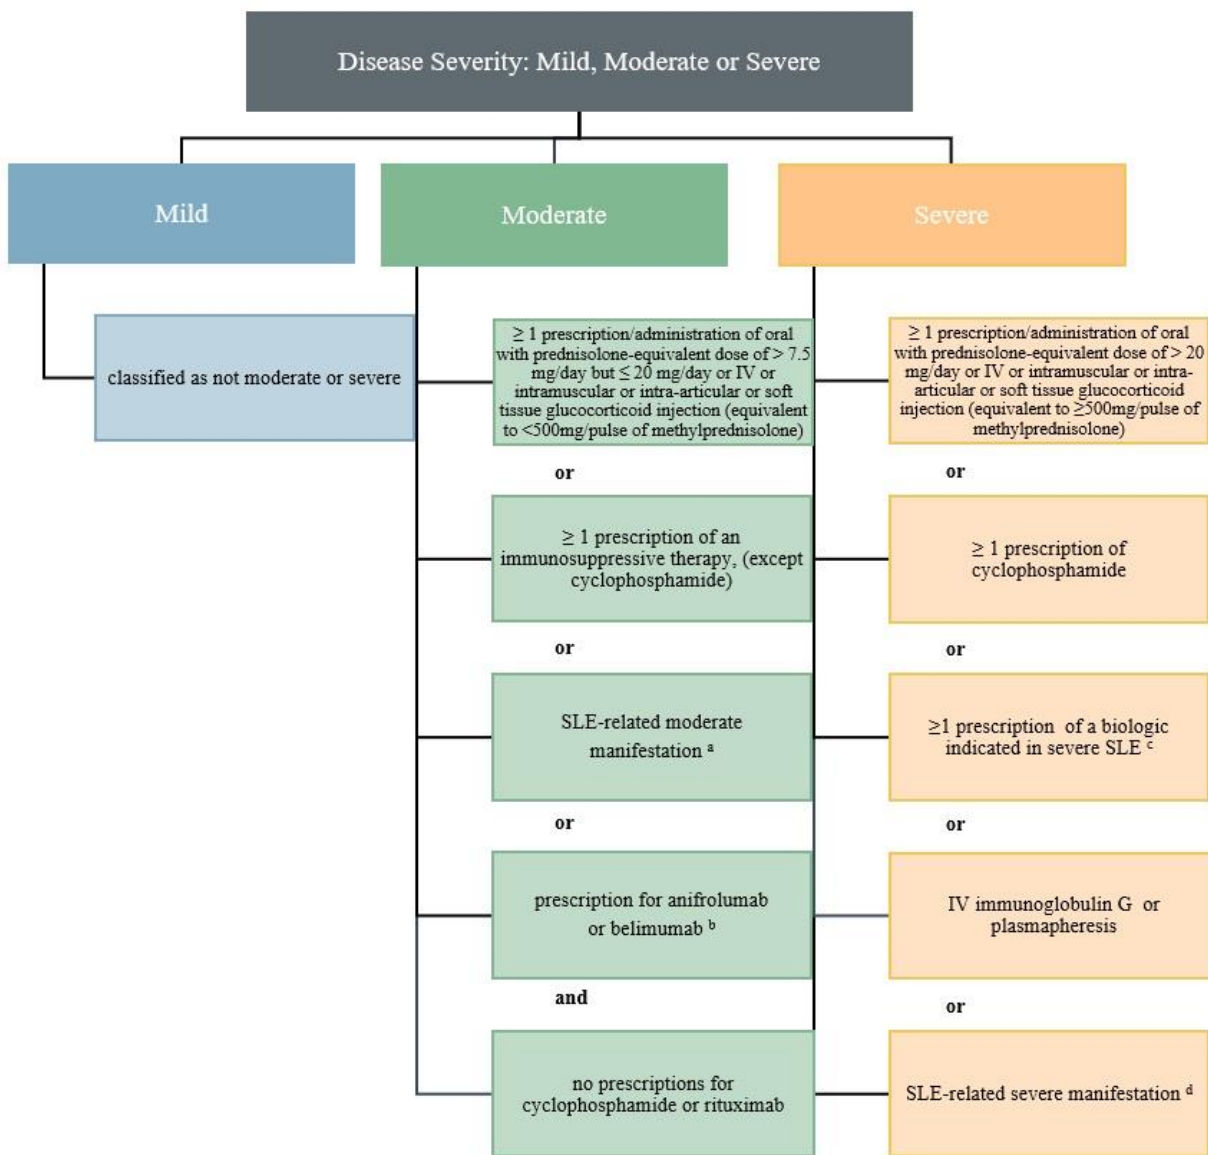 Disease Severity: Mild, Moderate or Severe
Mild
Moderate
Severe
classified as not moderate or severe
≥ 1 prescription/administration of oral
with prednisolone-equivalent dose of > 7.5
mg/day but ≤ 20 mg/day or IV or
intramuscular or intra-articular or soft
tissue glucocorticoid injection (equivalent
to <500mg/pulse of methylprednisolone)
or
≥ 1 prescription of an
immunosuppressive therapy, (except
cyclophosphamide)
or
SLE-related moderate
manifestation a
or
prescription for anifrolumab
or belimumab b
and
no prescriptions for
cyclophosphamide or rituximab
≥ 1 prescription/administration of oral
with prednisolone-equivalent dose of > 20
mg/day or IV or intramuscular or intra-
articular or soft tissue glucocorticoid
injection (equivalent to ≥500mg/pulse of
methylprednisolone)
or
≥ 1 prescription of
cyclophosphamide
or
≥1 prescription of a biologic
indicated in severe SLE c
or
IV immunoglobulin G or
plasmapheresis
or
SLE-related severe manifestation d